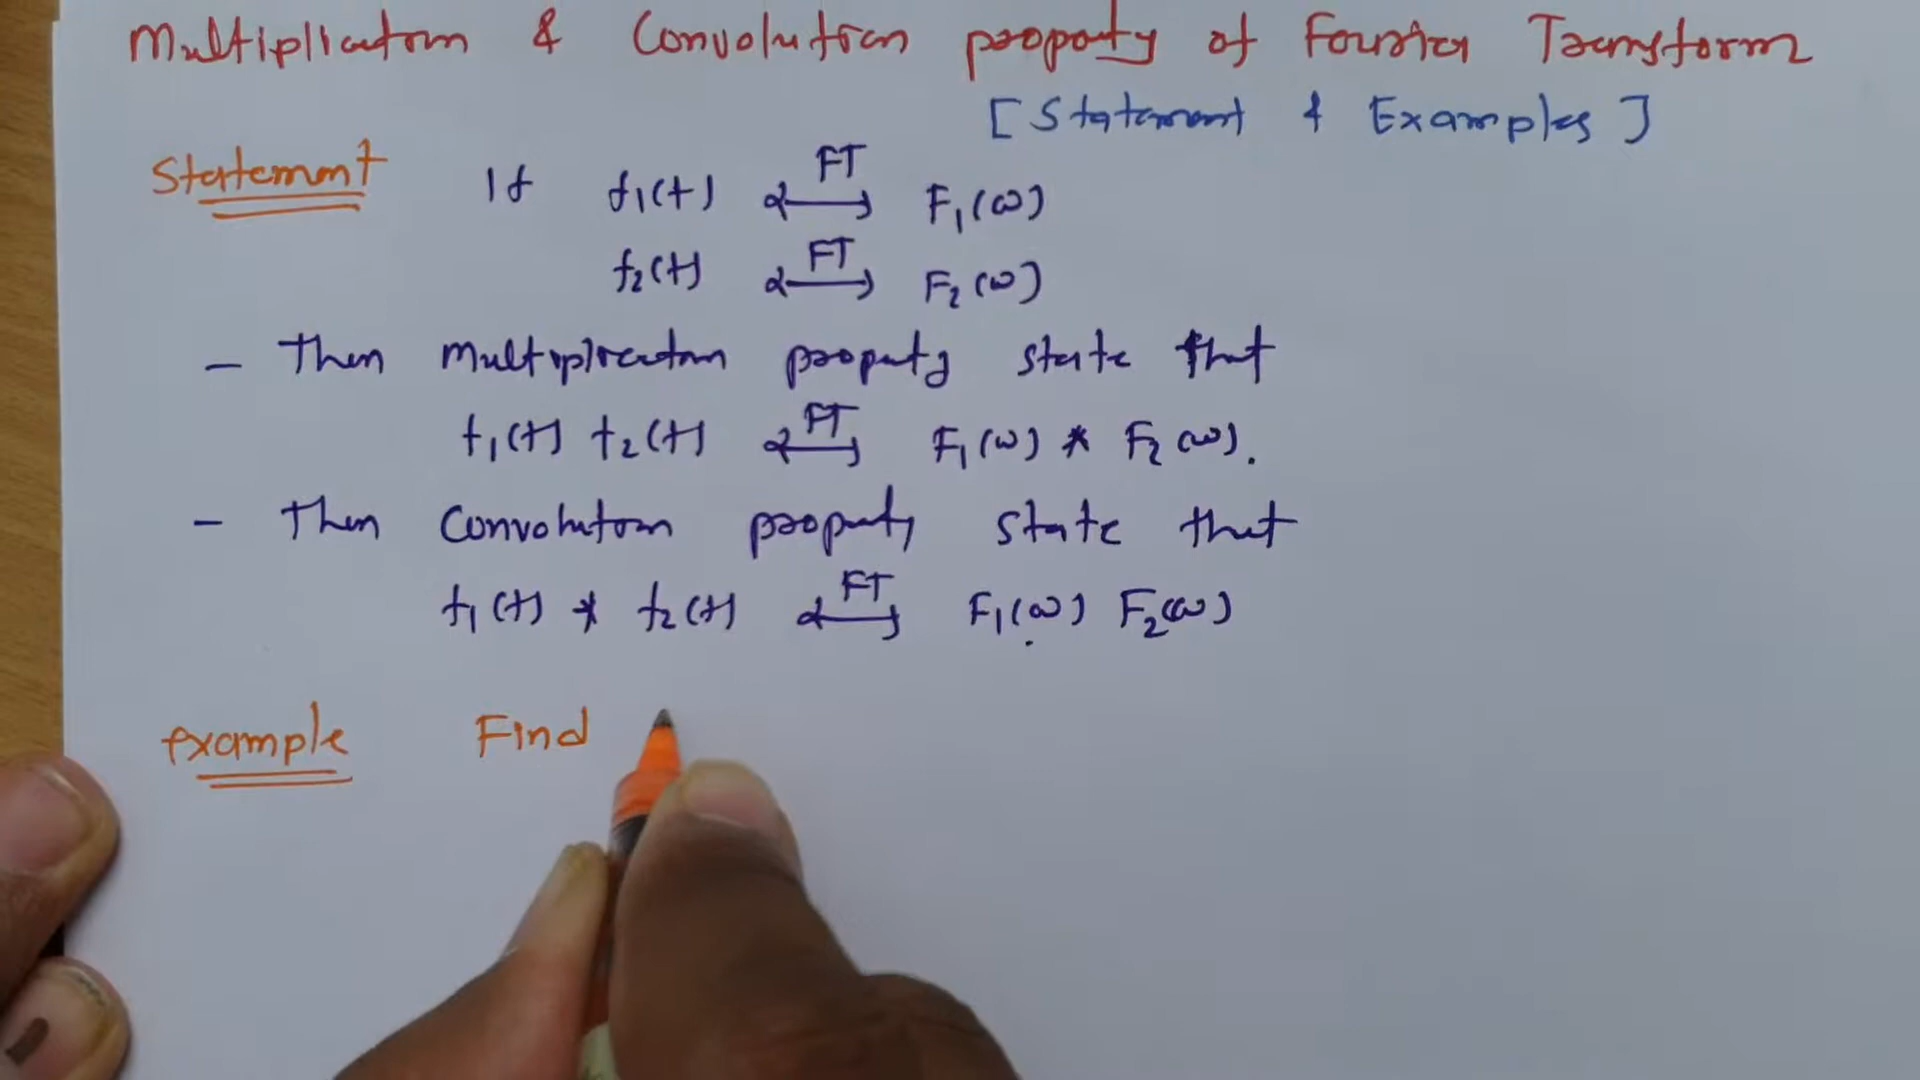 Multiplication & Convolution property of Fourier Transform
[Statement & Examples]
Statement If f₁(t) ⟷ FT F₁(ω)
f₂(t) ⟷ FT F₂(ω)
- Then Multiplication property state that
f₁(t) f₂(t) ⟷ FT F₁(ω) * F₂(ω).
- Then Convolution property state that
f₁(t) * f₂(t) ⟷ FT F₁(ω) F₂(ω)
example Find